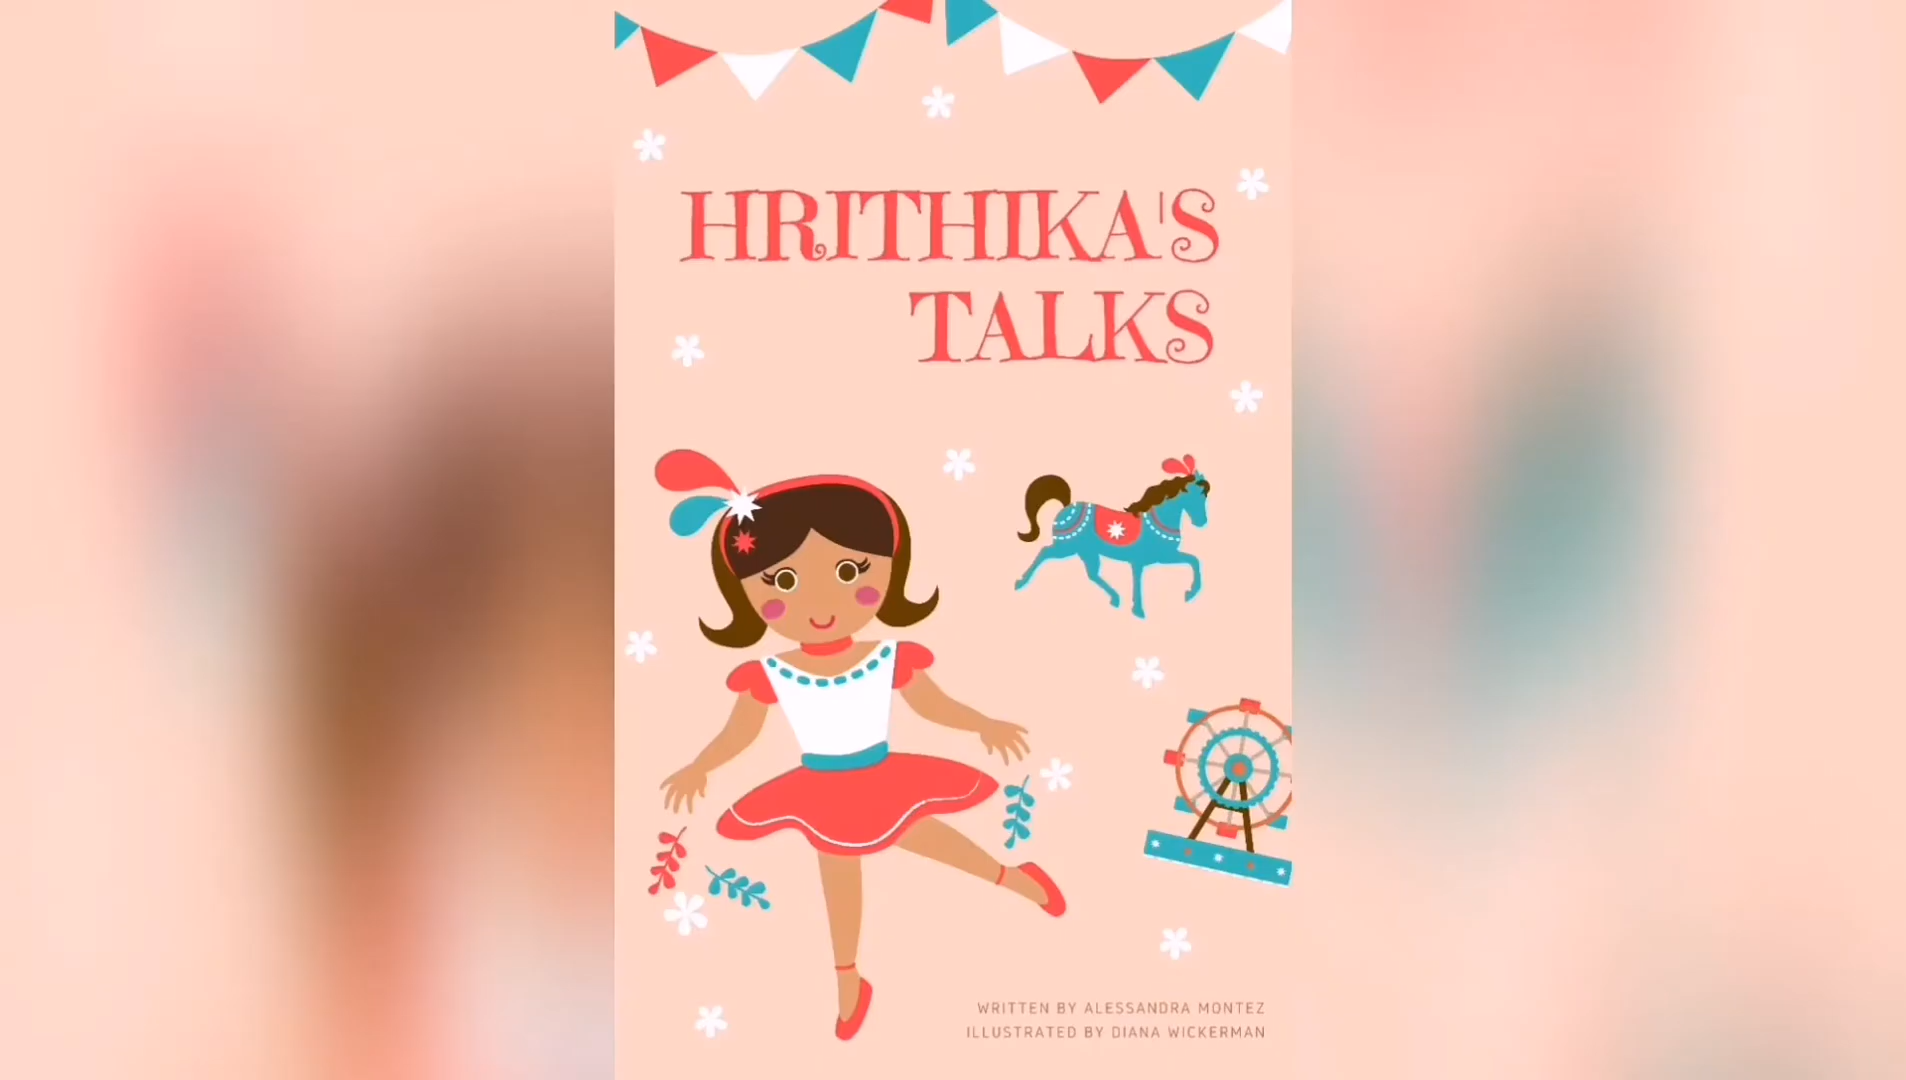 HRITHIKA'S
TALKS
WRITTEN BY ALESSANDRA MONTEZ
ILLUSTRATED BY DIANA WICKERMAN